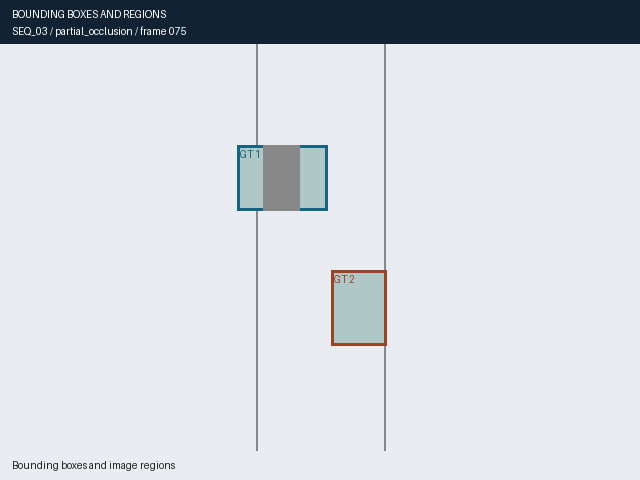 BOUNDING BOXES AND REGIONS
SEQ_03 / partial_occlusion / frame 075
GT1
GT2
Bounding boxes and image regions